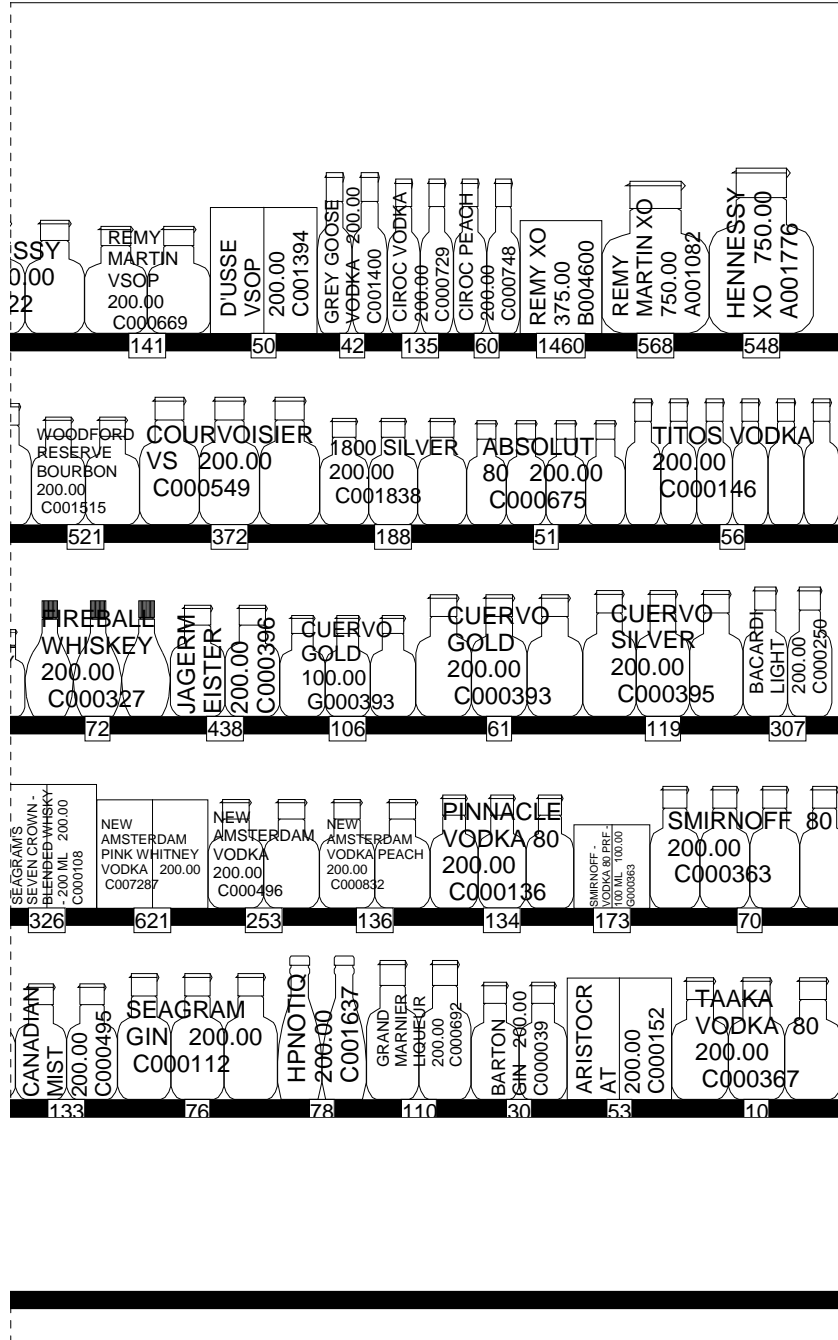 SSY
0.00
22
REMY
MARTIN
VSOP
200.00
C000669
D'USSE
VSOP
200.00
C001394
GREY GOOSE
VODKA 200.00
C001400
CIROC VODKA
200.00
C000729
CIROC PEACH
200.00
C000748
REMY XO
375.00
B004600
REMY
MARTIN XO
750.00
A001082
HENNESSY
XO 750.00
A001776
141
50
42
135
60
1460
568
548
WOODFORD
RESERVE
BOURBON
200.00
C001515
COURVOISIER
VS 200.00
C000549
1800 SILVER
200.00
C001838
ABSOLUT
80 200.00
C000675
TITOS VODKA
200.00
C000146
521
372
188
51
56
FIREBALL
WHISKEY
200.00
C000327
JAGERM
EISTER
200.00
C000396
CUERVO
GOLD
100.00
G000393
CUERVO
GOLD
200.00
C000393
CUERVO
SILVER
200.00
C000395
BACARDI
LIGHT
200.00
C000250
72
438
106
61
119
307
SEAGRAM'S
SEVEN CROWN -
BLENDED WHISKY
- 200 ML 200.00
C000108
NEW
AMSTERDAM
PINK WHITNEY
VODKA 200.00
C007287
NEW
AMSTERDAM
VODKA
200.00
C000496
NEW
AMSTERDAM
VODKA PEACH
200.00
C000832
PINNACLE
VODKA 80
200.00
C000136
SMIRNOFF -
VODKA 80 PRF -
100 ML 100.00
G000363
SMIRNOFF 80
200.00
C000363
326
621
253
136
134
173
70
CANADIAN
MIST
200.00
C000495
SEAGRAM
GIN 200.00
C000112
HPNOTIQ
200.00
C001637
GRAND
MARNIER
LIQUEUR
200.00
C000692
BARTON
GIN 200.00
C000039
ARISTOCR
AT
200.00
C000152
TAAKA
VODKA 80
200.00
C000367
133
76
78
110
30
53
10